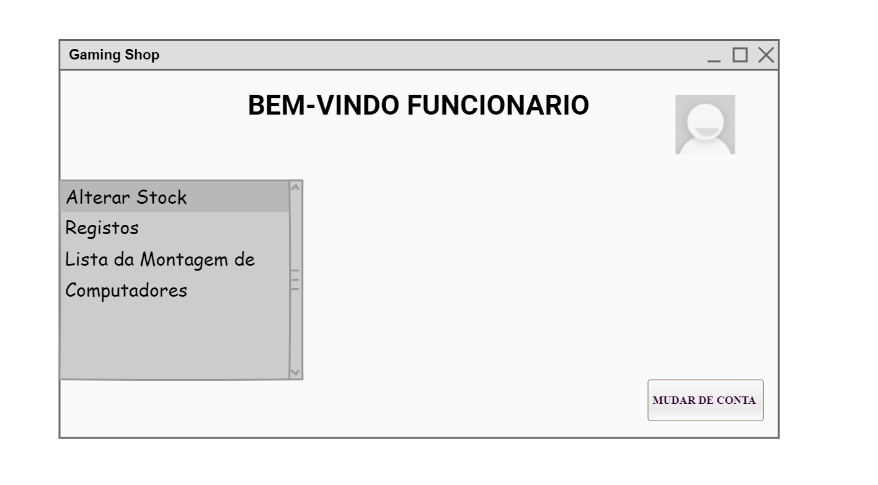 Gaming Shop
BEM-VINDO FUNCIONARIO
Alterar Stock
Registos
Lista da Montagem de
Computadores
MUDAR DE CONTA